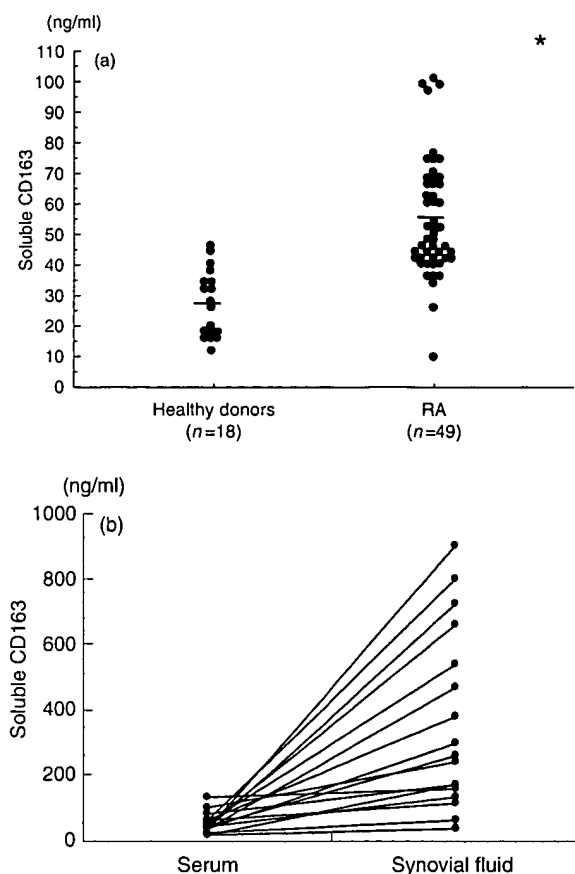 (ng/ml)
(a)
*
110
100
90
80
70
60
50
40
30
20
10
0
Soluble CD163
Healthy donors
RA
(n=18)
(n=49)
(ng/ml)
(b)
1000
800
600
400
200
0
Soluble CD163
Serum
Synovial fluid